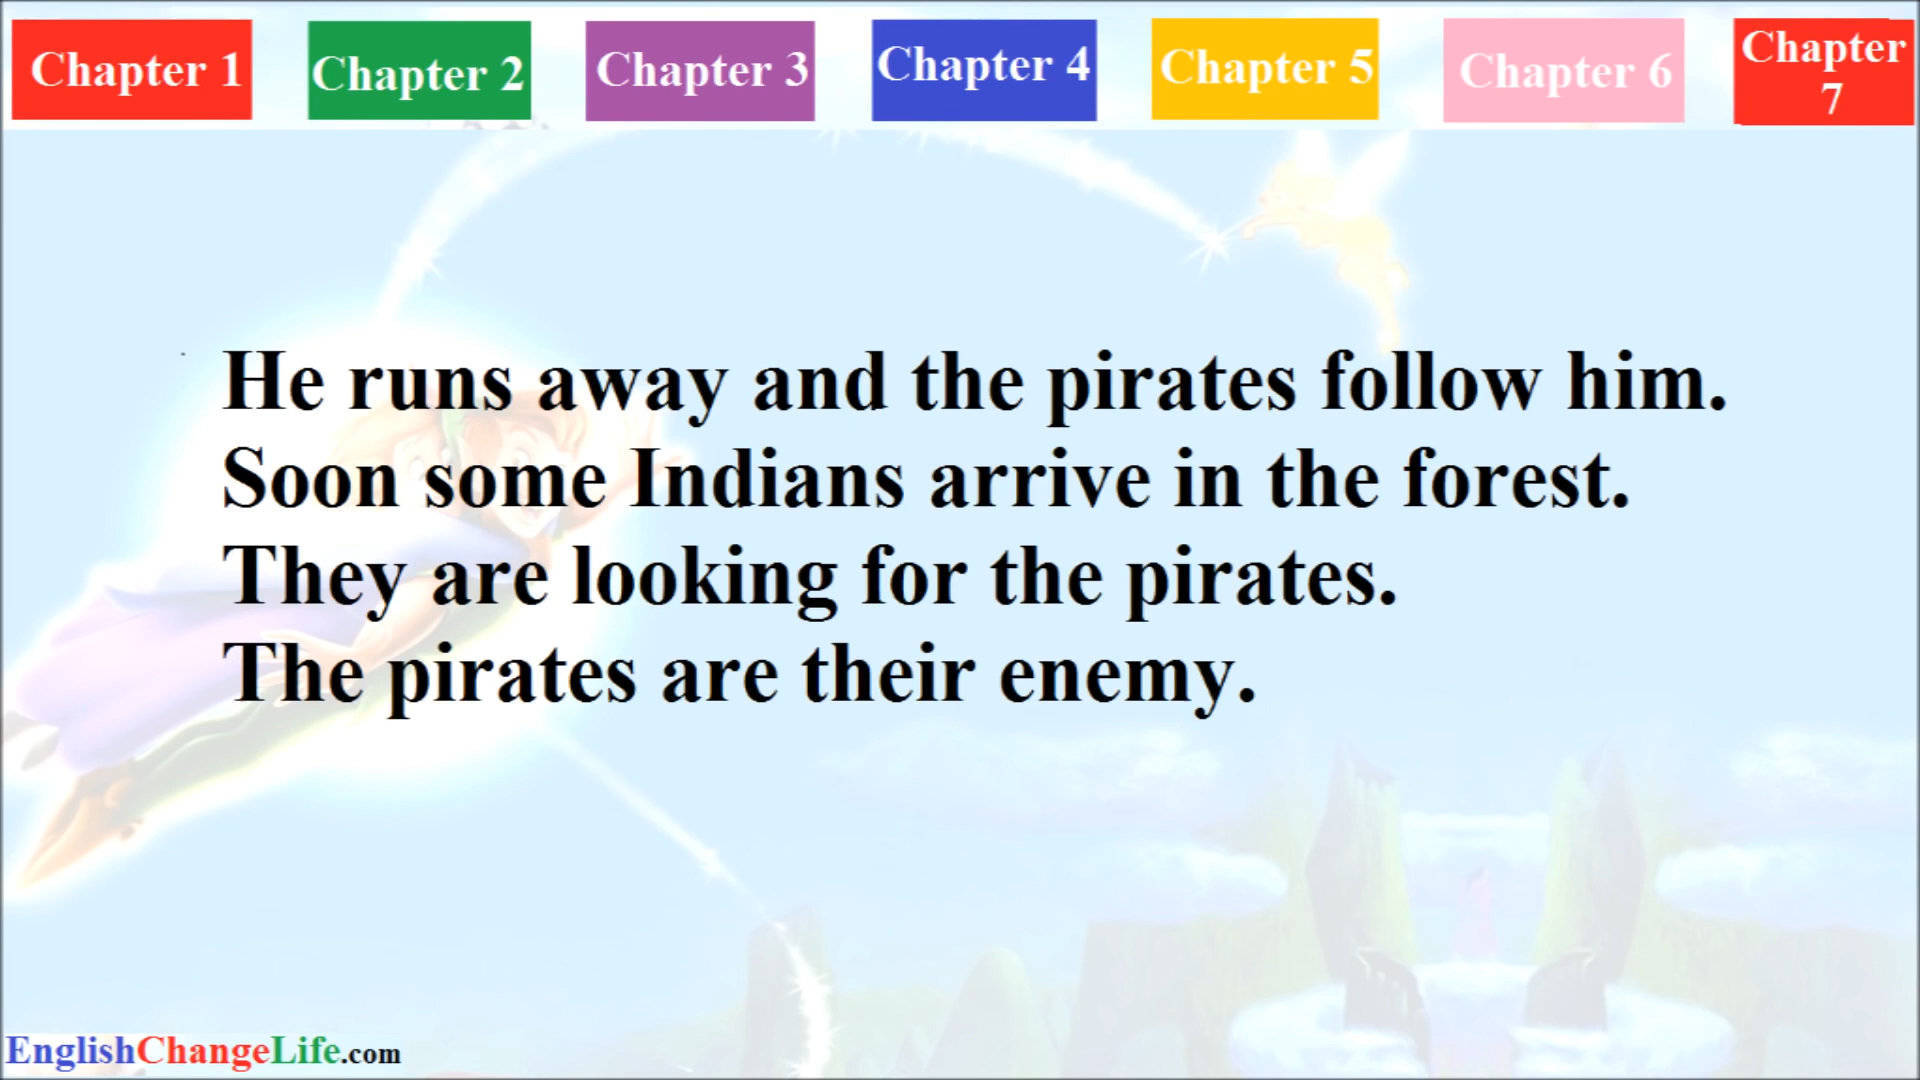 Chapter 1
Chapter 2
Chapter 3
Chapter 4
Chapter 5
Chapter 6
Chapter
7
He runs away and the pirates follow him.
Soon some Indians arrive in the forest.
They are looking for the pirates.
The pirates are their enemy.
EnglishChangeLife.com